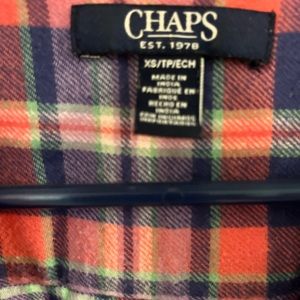 CHAPS
EST. 1978
XS/TP/ECH
MADE IN
INDIA
FABRIQUÉ EN
INDE
HECHO EN
INDIA